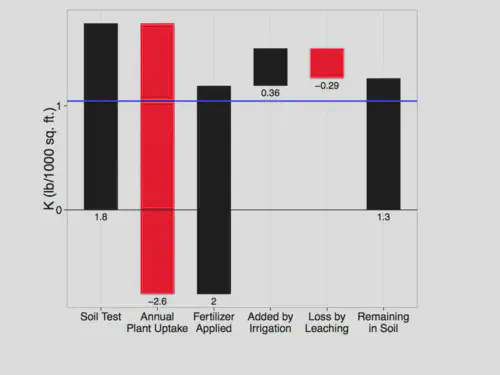 K (lb/1000 sq. ft.)
1
0
1.8
−2.6
2
0.36
−0.29
1.3
Soil Test
Annual
Plant Uptake
Fertilizer
Applied
Added by
Irrigation
Loss by
Leaching
Remaining
in Soil